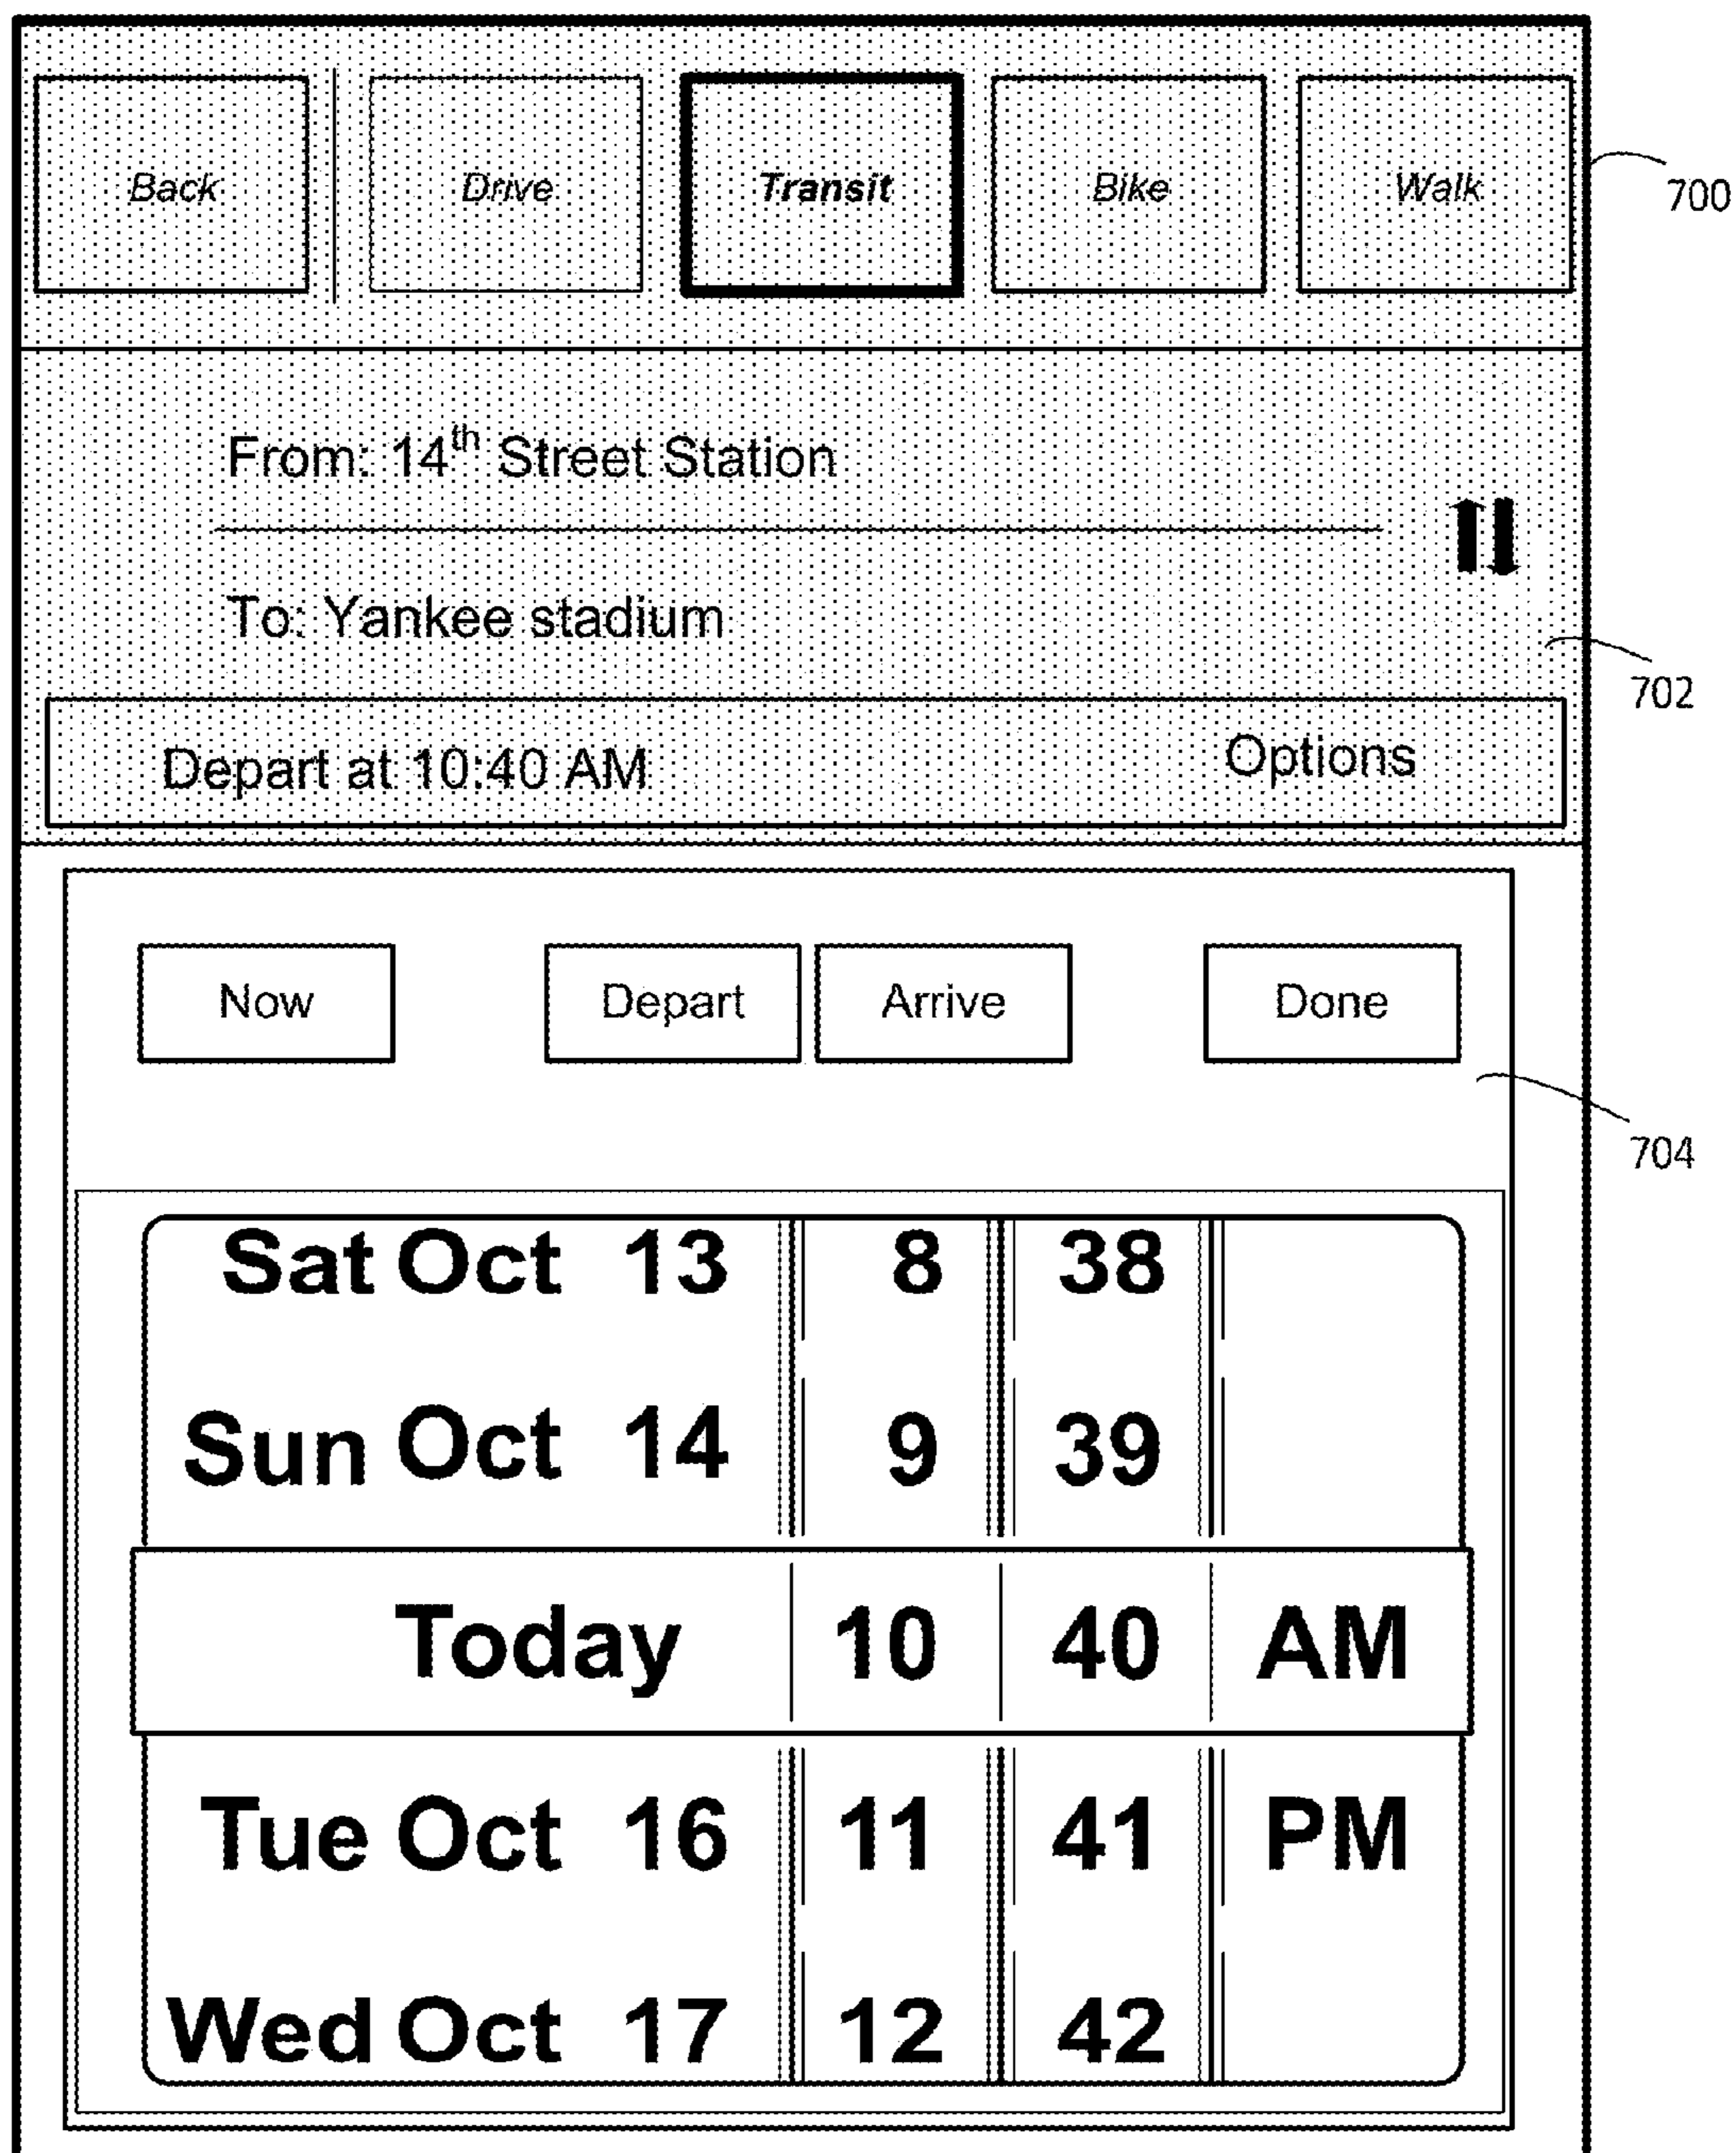 Back Drive Transit Bike Walk
700
From: 14th Street Station
To: Yankee stadium
702
Depart at 10:40 AM Options
Now Depart Arrive Done
704
Sat Oct 13 8 38
Sun Oct 14 9 39
Today 10 40 AM
Tue Oct 16 11 41 PM
Wed Oct 17 12 42